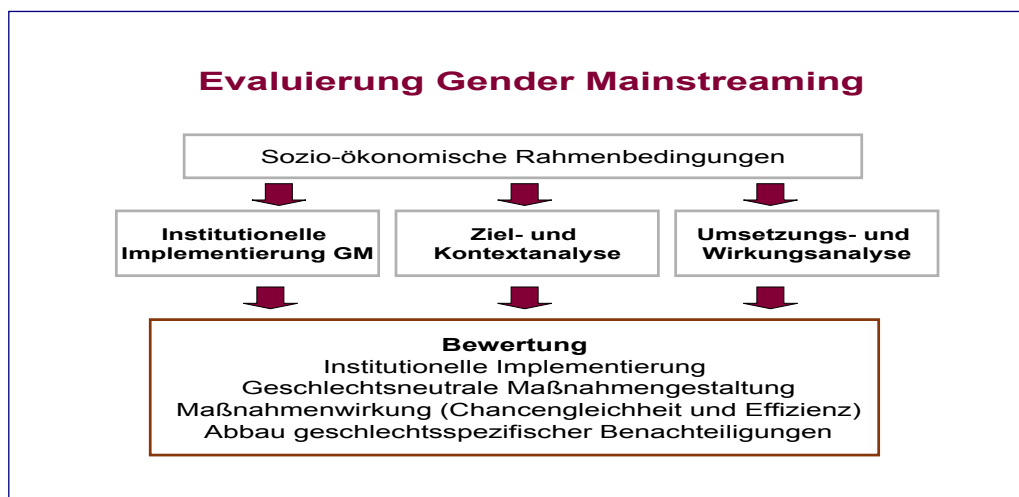 Evaluierung Gender Mainstreaming
Sozio-ökonomische Rahmenbedingungen
Institutionelle
Implementierung GM
Ziel- und
Kontextanalyse
Umsetzungs- und
Wirkungsanalyse
Bewertung
Institutionelle Implementierung
Geschlechtsneutrale Maßnahmengestaltung
Maßnahmenwirkung (Chancengleichheit und Effizienz)
Abbau geschlechtsspezifischer Benachteiligungen